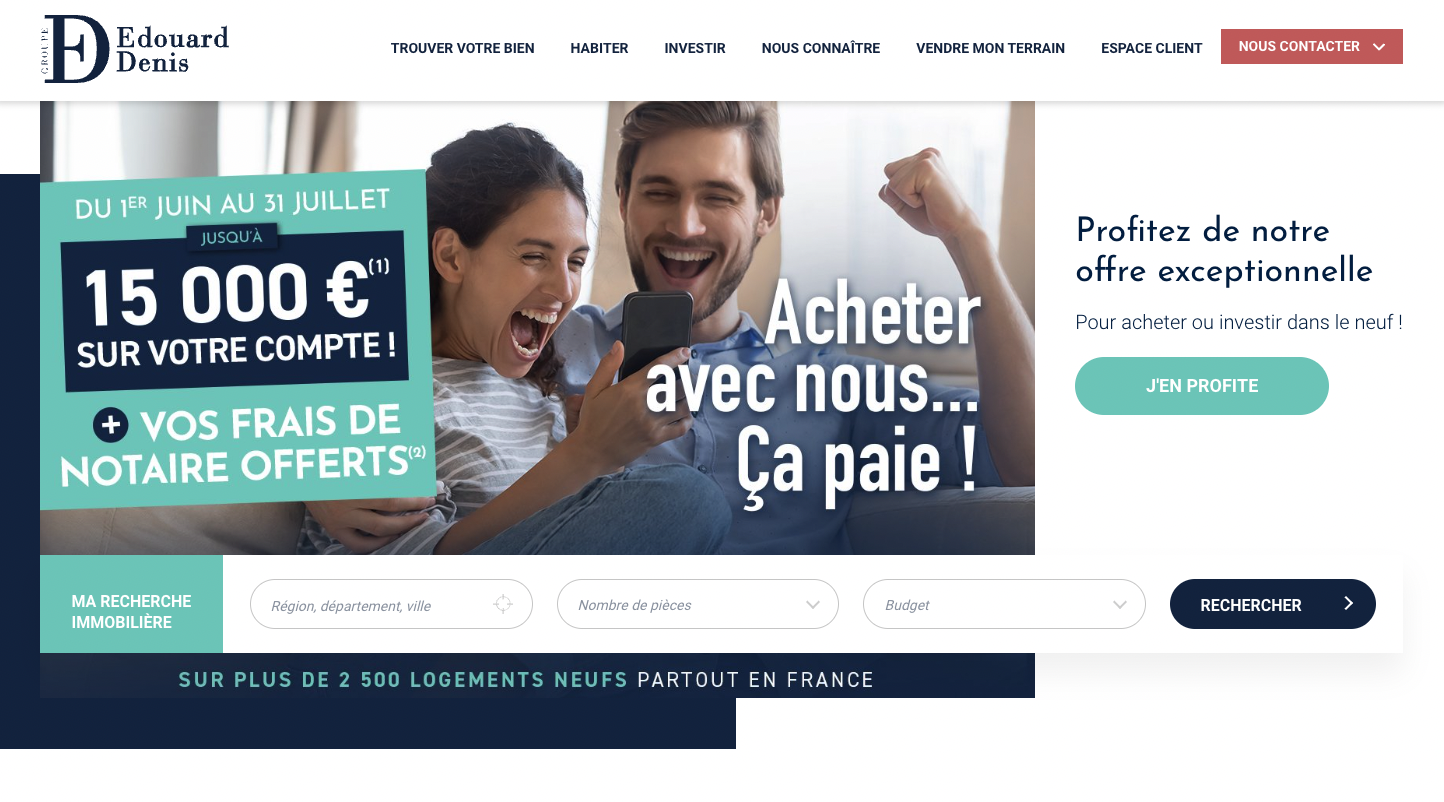 GROUPE
Edouard
Denis
TROUVER VOTRE BIEN
HABITER
INVESTIR
NOUS CONNAÎTRE
VENDRE MON TERRAIN
ESPACE CLIENT
NOUS CONTACTER
DU 1ER JUIN AU 31 JUILLET
JUSQU'À
15 000 €(1)
SUR VOTRE COMPTE !
+ VOS FRAIS DE
NOTAIRE OFFERTS(2)
Acheter
avec nous...
Ça paie !
Profitez de notre
offre exceptionnelle
Pour acheter ou investir dans le neuf !
J'EN PROFITE
MA RECHERCHE
IMMOBILIÈRE
Région, département, ville
Nombre de pièces
Budget
RECHERCHER
SUR PLUS DE 2 500 LOGEMENTS NEUFS PARTOUT EN FRANCE